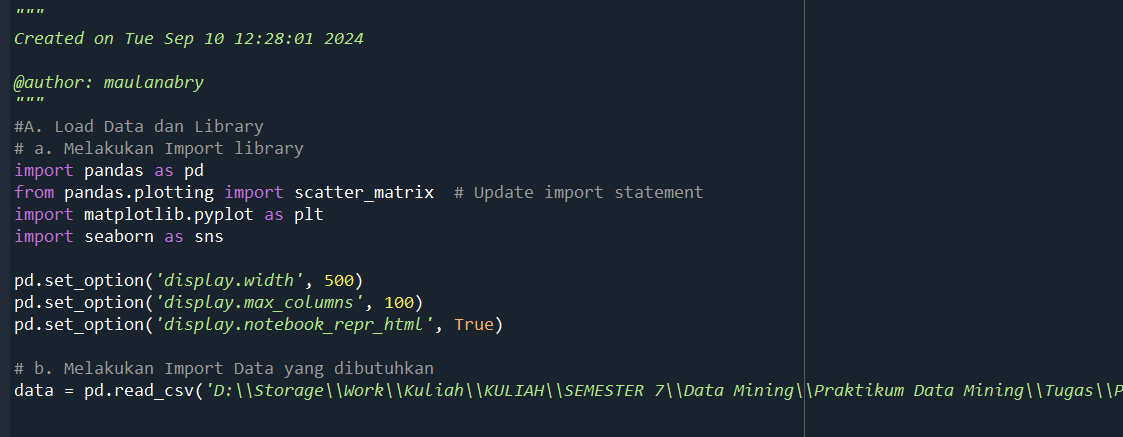 """
Created on Tue Sep 10 12:28:01 2024
@author: maulanabry
"""
#A. Load Data dan Library
# a. Melakukan Import library
import pandas as pd
from pandas.plotting import scatter_matrix  # Update import statement
import matplotlib.pyplot as plt
import seaborn as sns
pd.set_option('display.width', 500)
pd.set_option('display.max_columns', 100)
pd.set_option('display.notebook_repr_html', True)
# b. Melakukan Import Data yang dibutuhkan
data = pd.read_csv('D:\\Storage\\Work\\Kuliah\\KULIAH\\SEMESTER 7\\Data Mining\\Praktikum Data Mining\\Tugas\\P